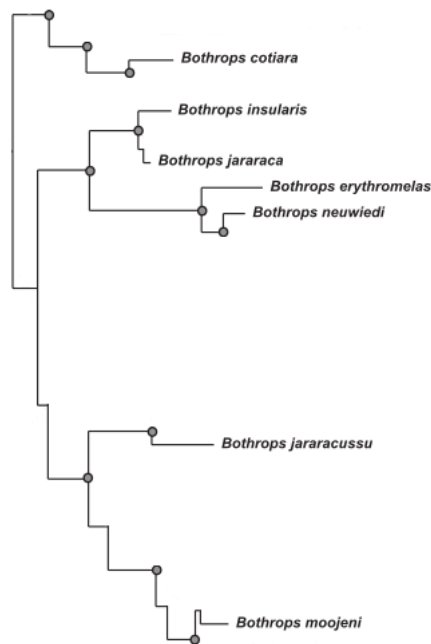 Bothrops cotiara
Bothrops insularis
Bothrops jararaca
Bothrops erythromelas
Bothrops neuwiedi
Bothrops jararacussu
Bothrops moojeni